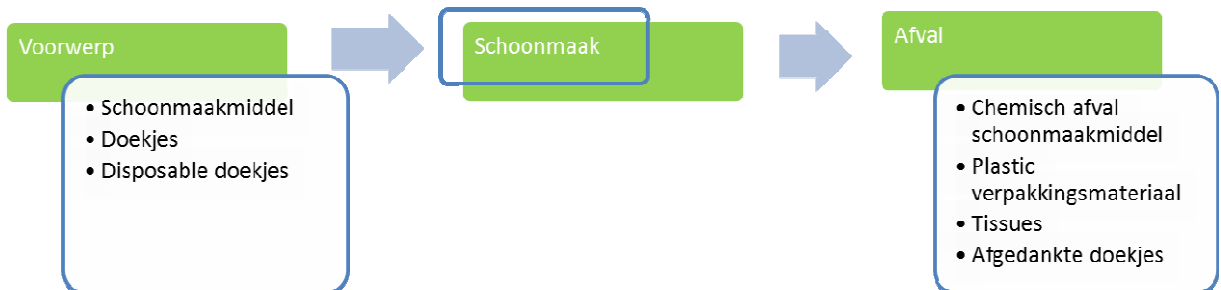 Voorwerp
• Schoonmaakmiddel
• Doekjes
• Disposable doekjes
Schoonmaak
Afval
• Chemisch afval
schoonmaakmiddel
• Plastic
verpakkingsmateriaal
• Tissues
• Afgedankte doekjes